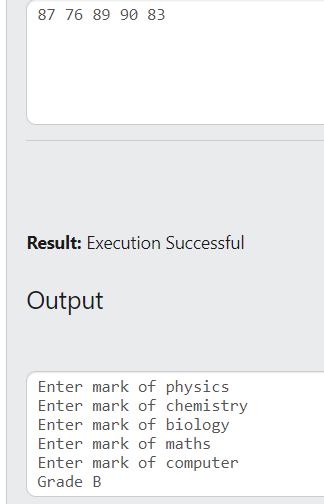 87 76 89 90 83
Result: Execution Successful
Output
Enter mark of physics
Enter mark of chemistry
Enter mark of biology
Enter mark of maths
Enter mark of computer
Grade B